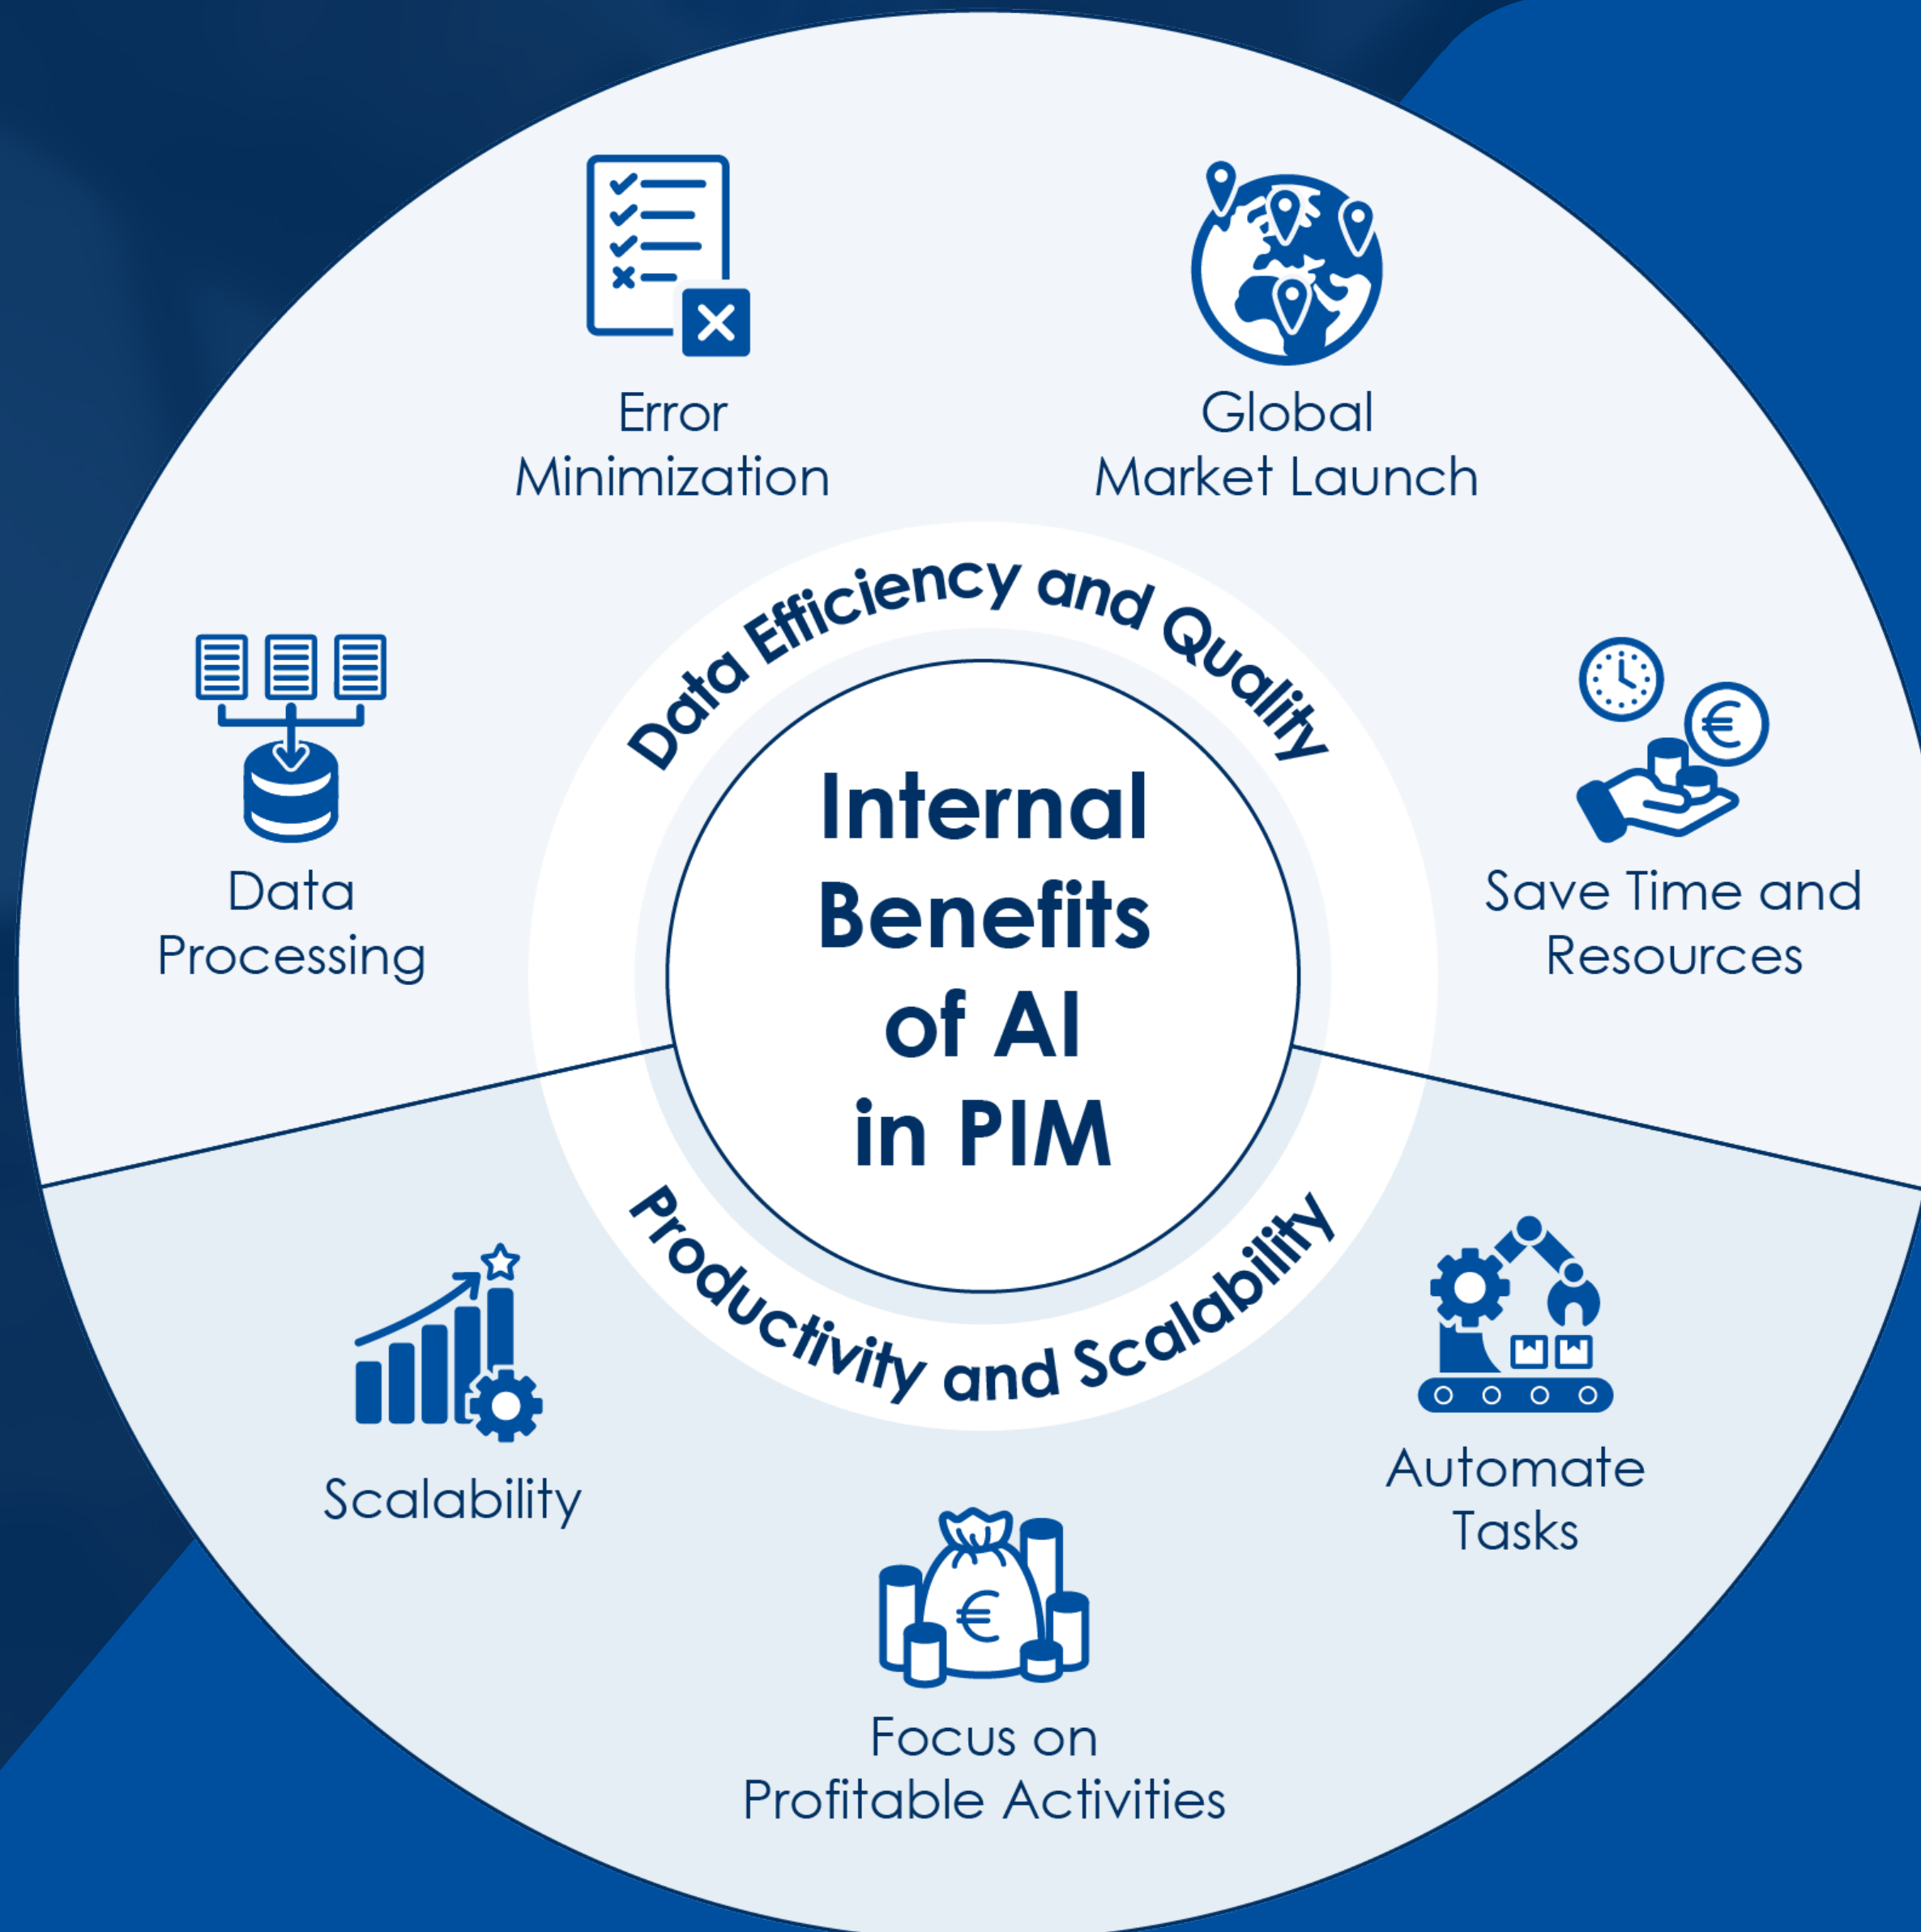 Error
Minimization
Global
Market Launch
Data Efficiency and Quality
Data
Processing
Internal
Benefits
of AI
in PIM
Save Time and
Resources
Productivity and Scalability
Scalability
Automate
Tasks
€
Focus on
Profitable Activities
€